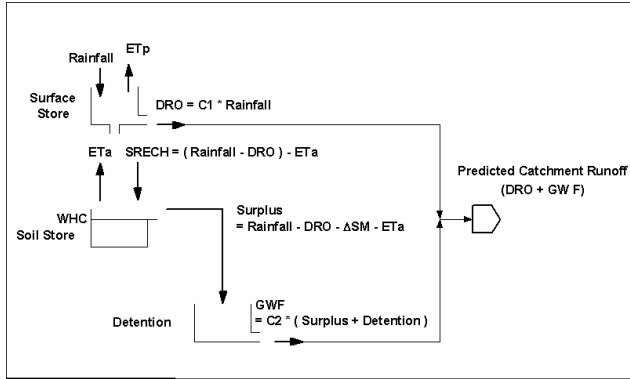 Rainfall
ETp
Surface
Store
DRO = C1 * Rainfall
ETa
SRECH = ( Rainfall - DRO ) - ETa
Predicted Catchment Runoff
(DRO + GW F)
WHC
Soil Store
Surplus
= Rainfall - DRO - ΔSM - ETa
Detention
GWF
= C2 * ( Surplus + Detention )